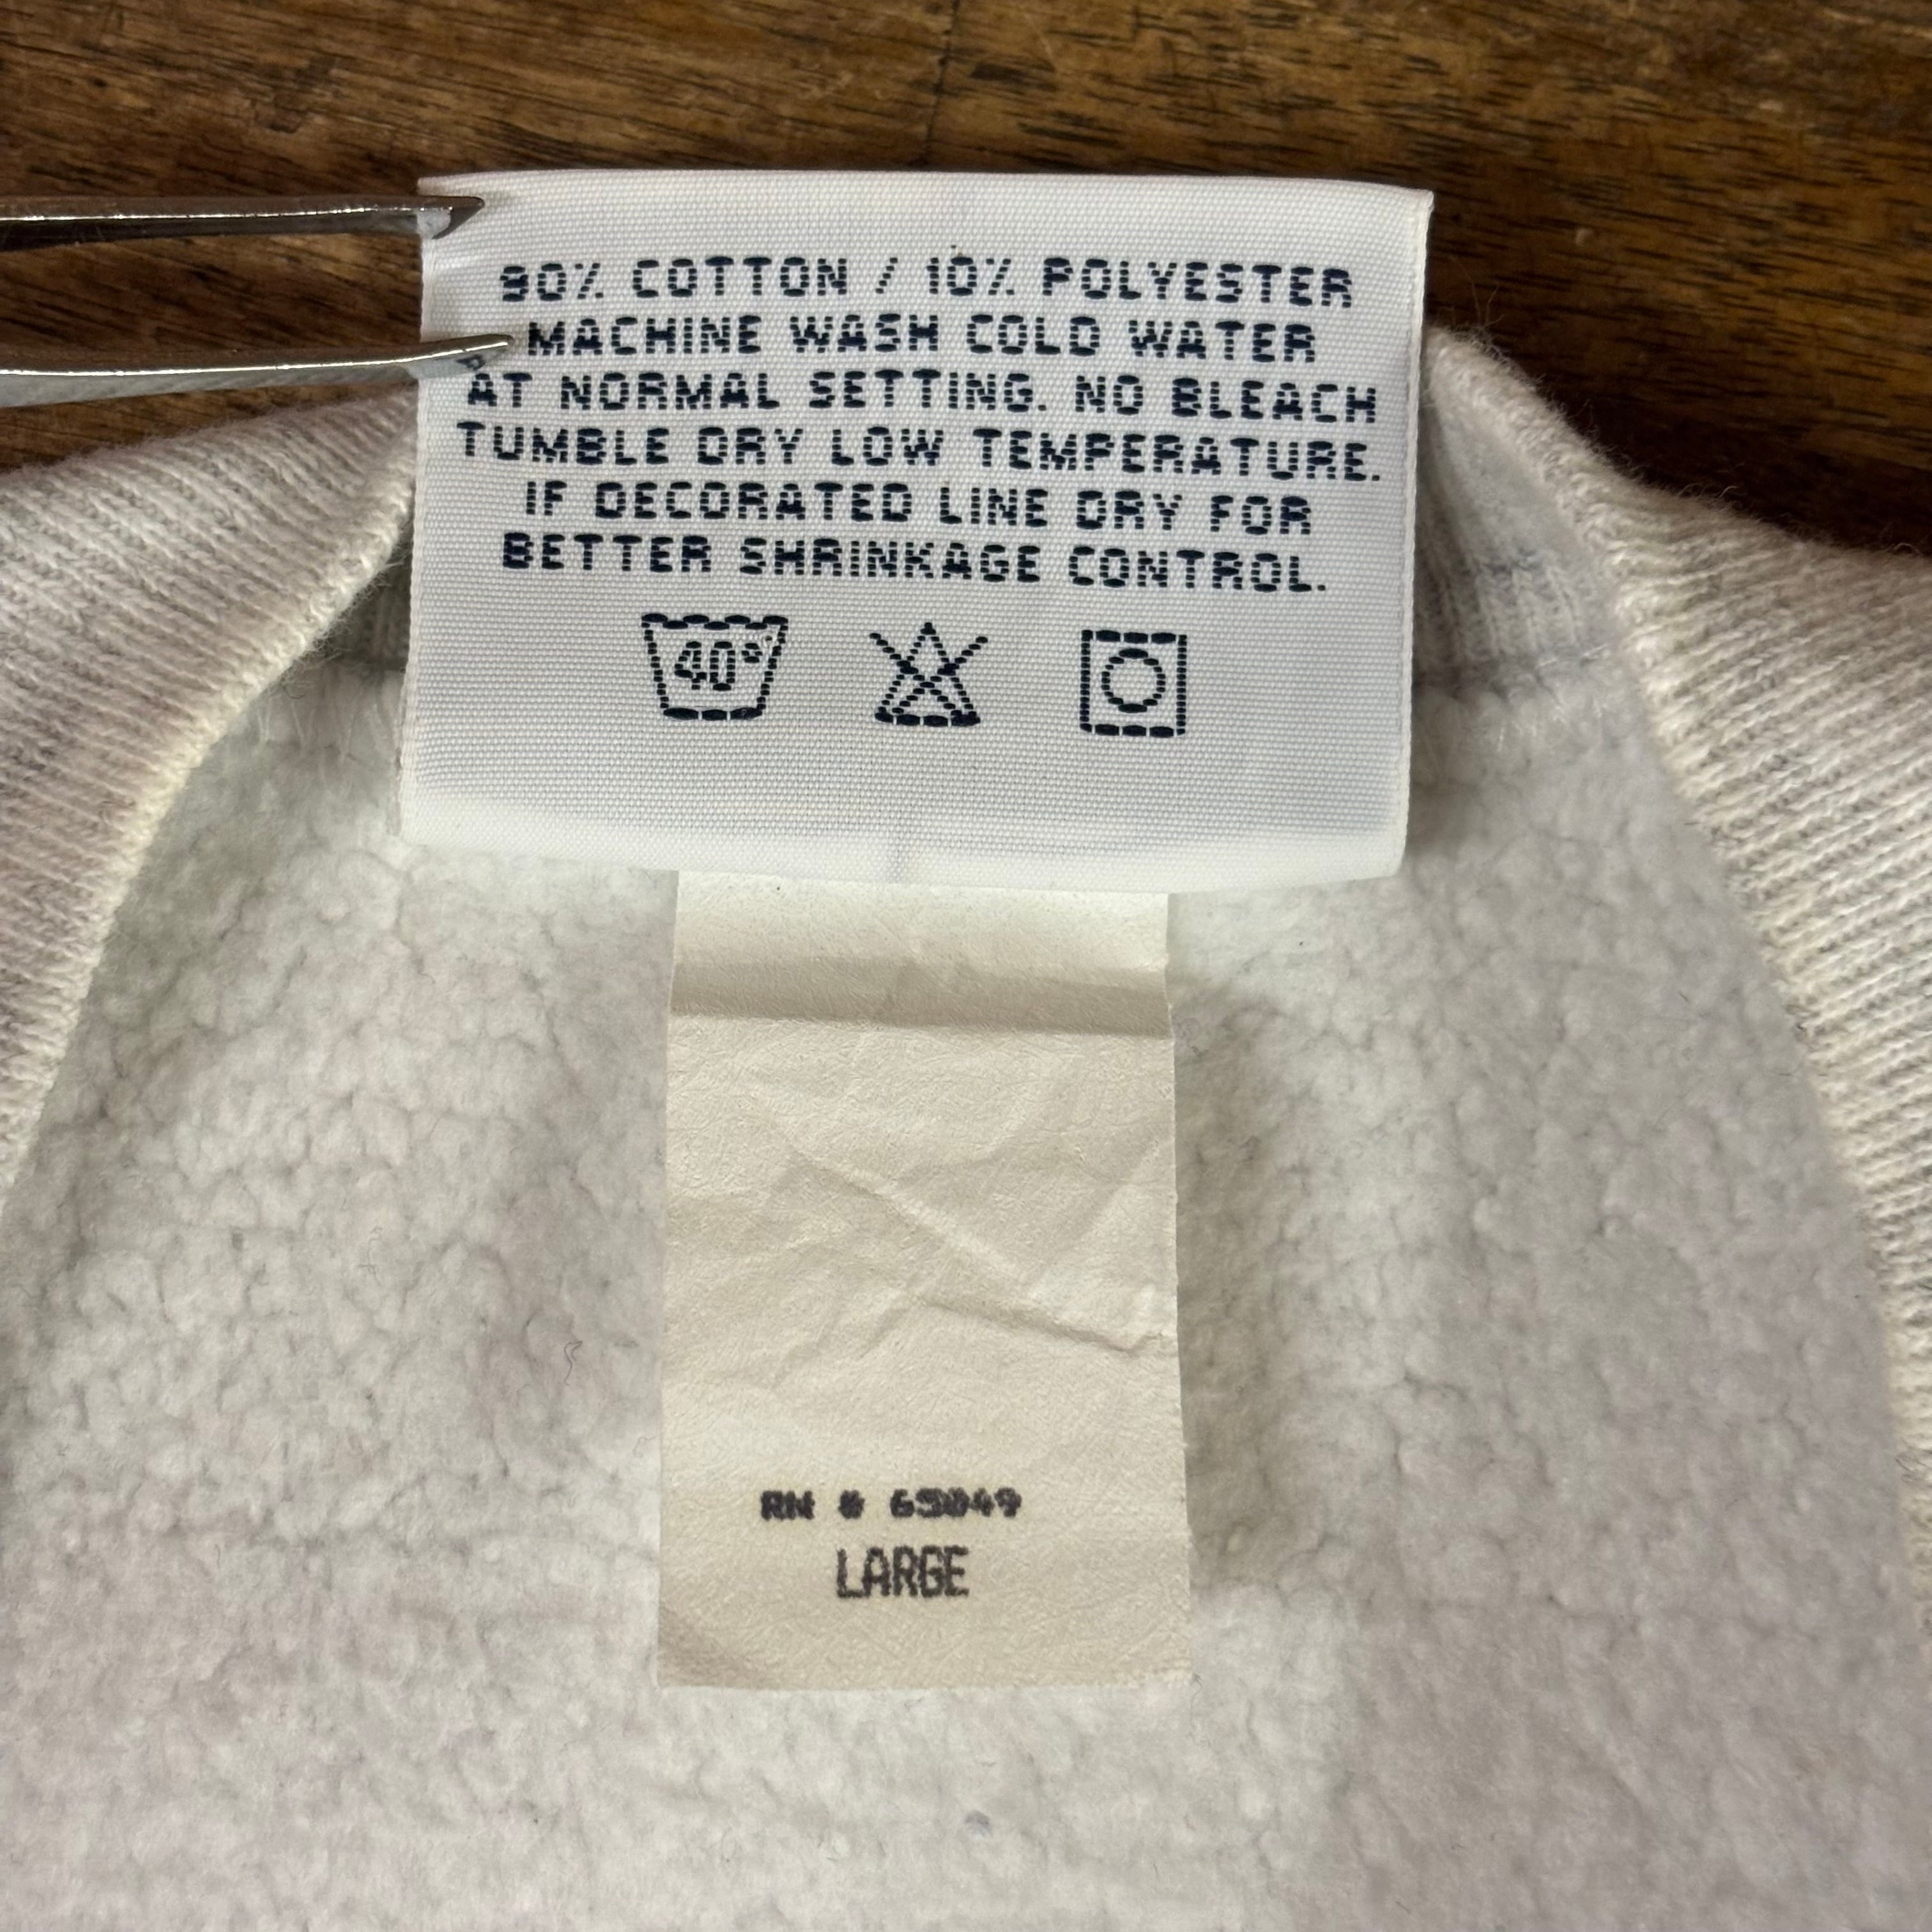 90% COTTON / 10% POLYESTER
MACHINE WASH COLD WATER
AT NORMAL SETTING. NO BLEACH
TUMBLE DRY LOW TEMPERATURE.
IF DECORATED LINE DRY FOR
BETTER SHRINKAGE CONTROL.
40°
RN # 65049
LARGE